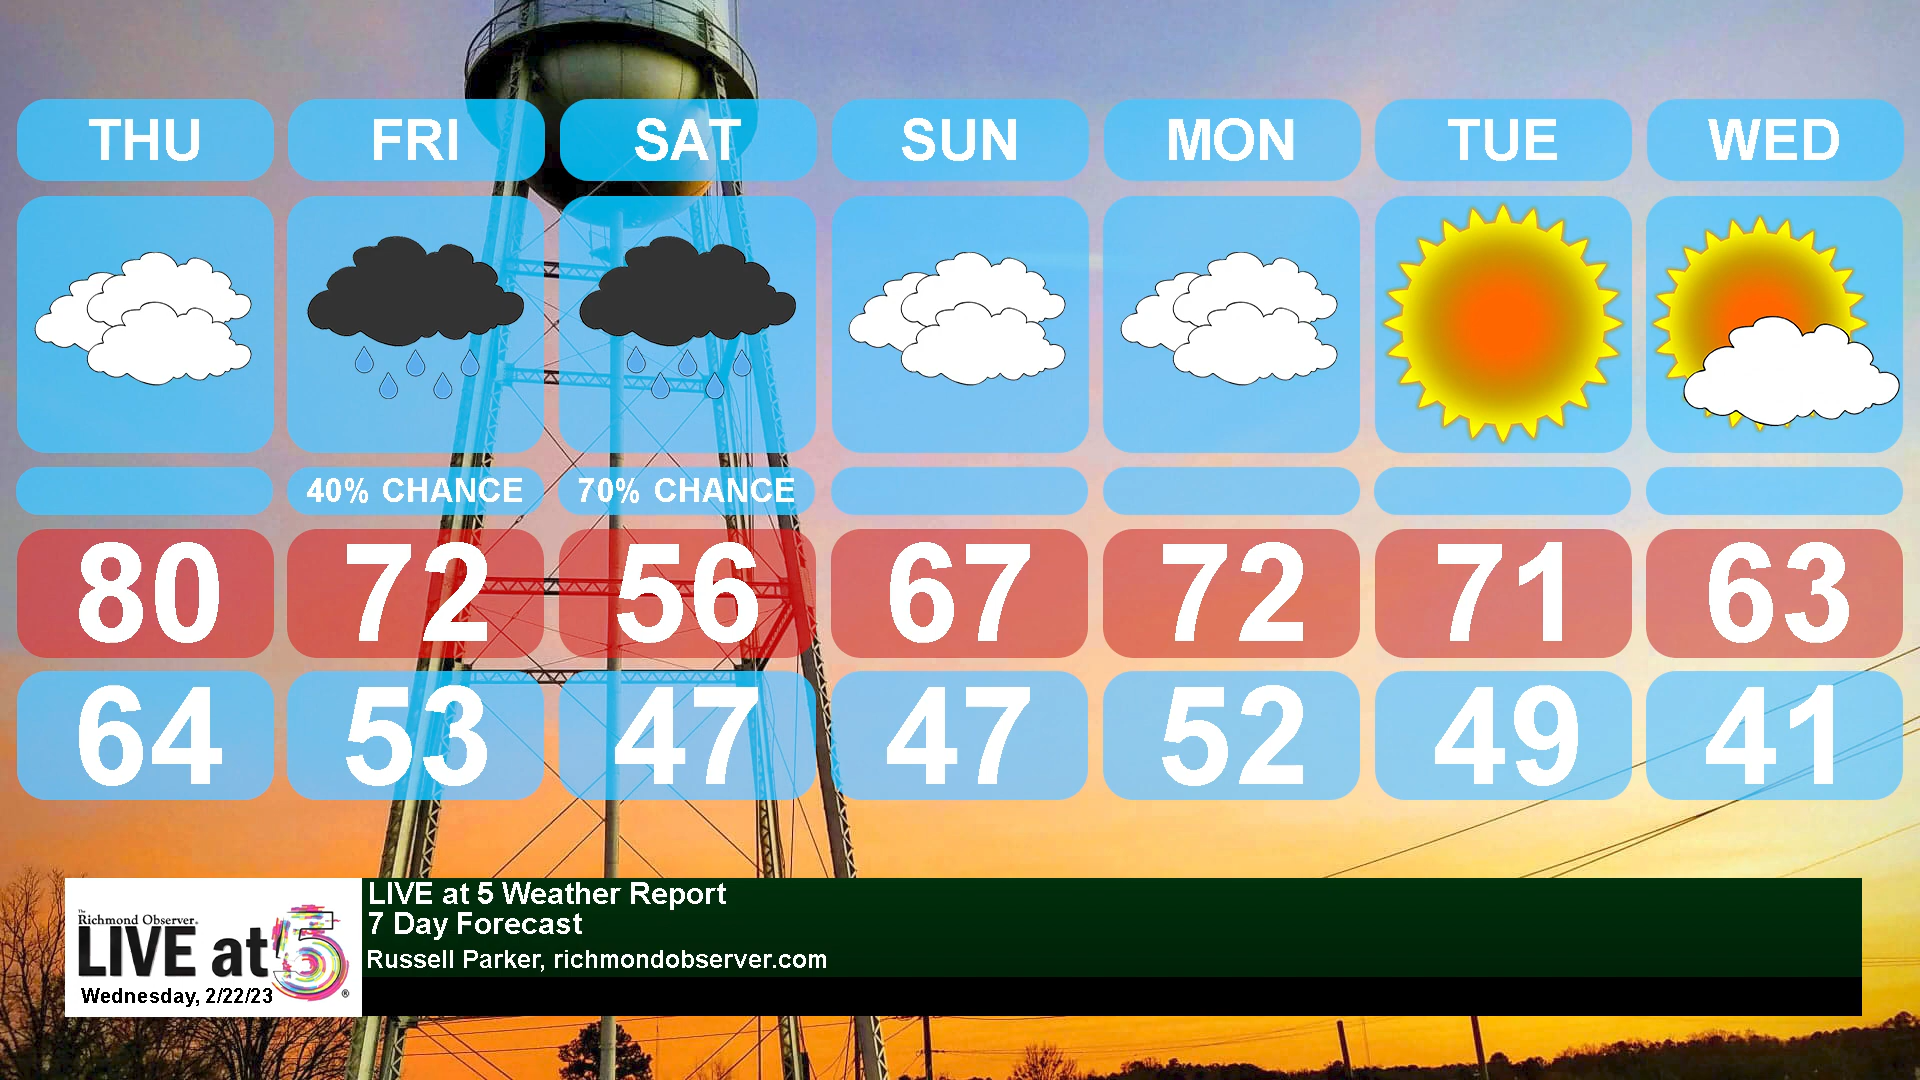 THU FRI SAT SUN MON TUE WED
40% CHANCE 70% CHANCE
80 72 56 67 72 71 63
64 53 47 47 52 49 41
LIVE at 5 Weather Report
7 Day Forecast
Russell Parker, richmondobserver.com
The
Richmond Observer.
LIVE at 5®
Wednesday, 2/22/23